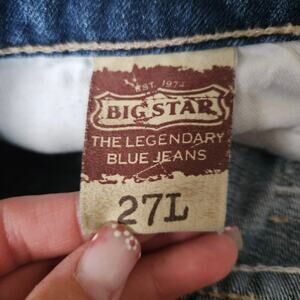 EST. 1974
BIG STAR
THE LEGENDARY
BLUE JEANS
27L